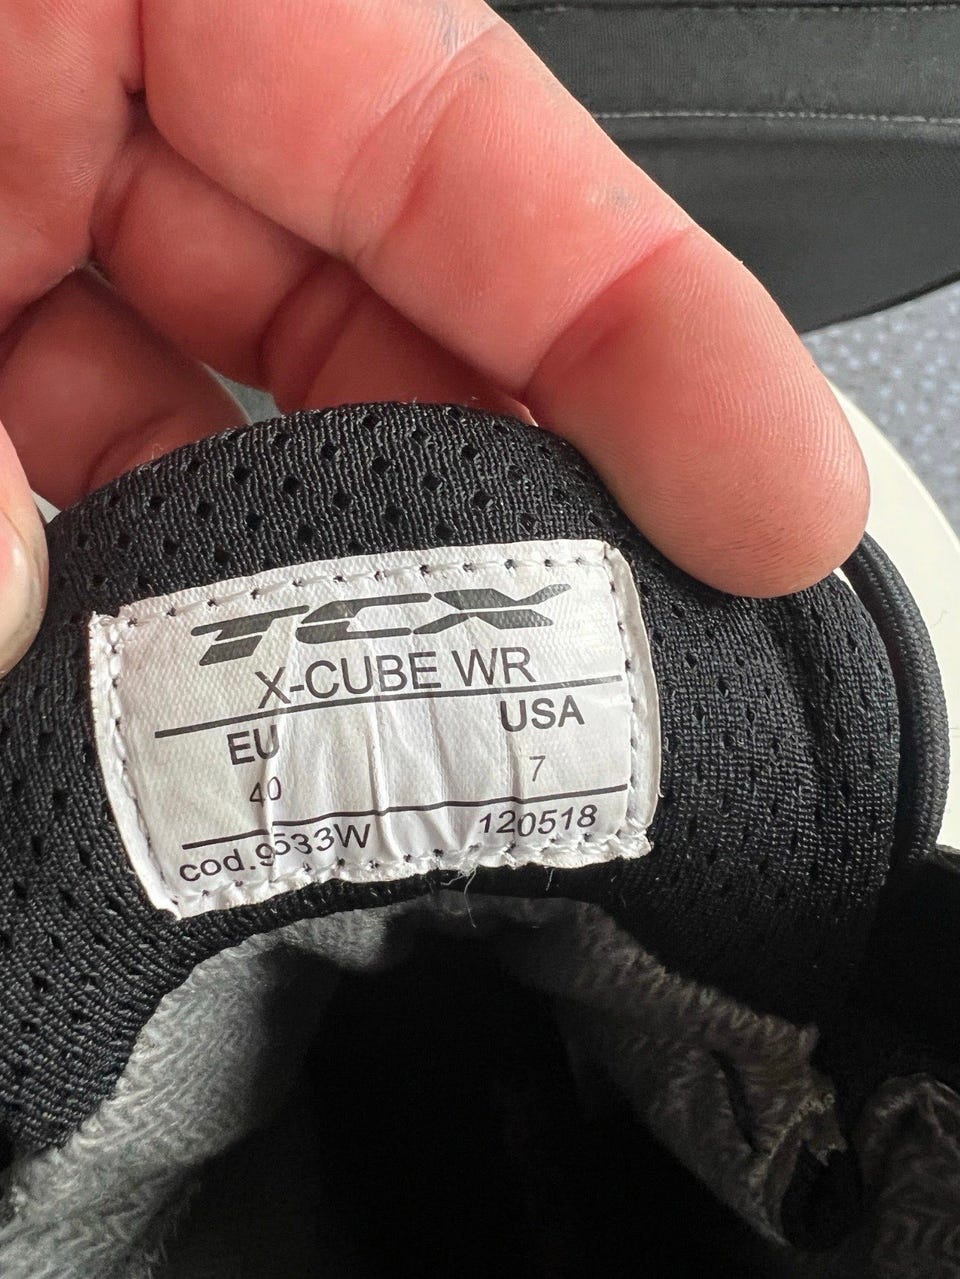 TCX
X-CUBE WR
EU USA
40 7
cod.9533W 120518